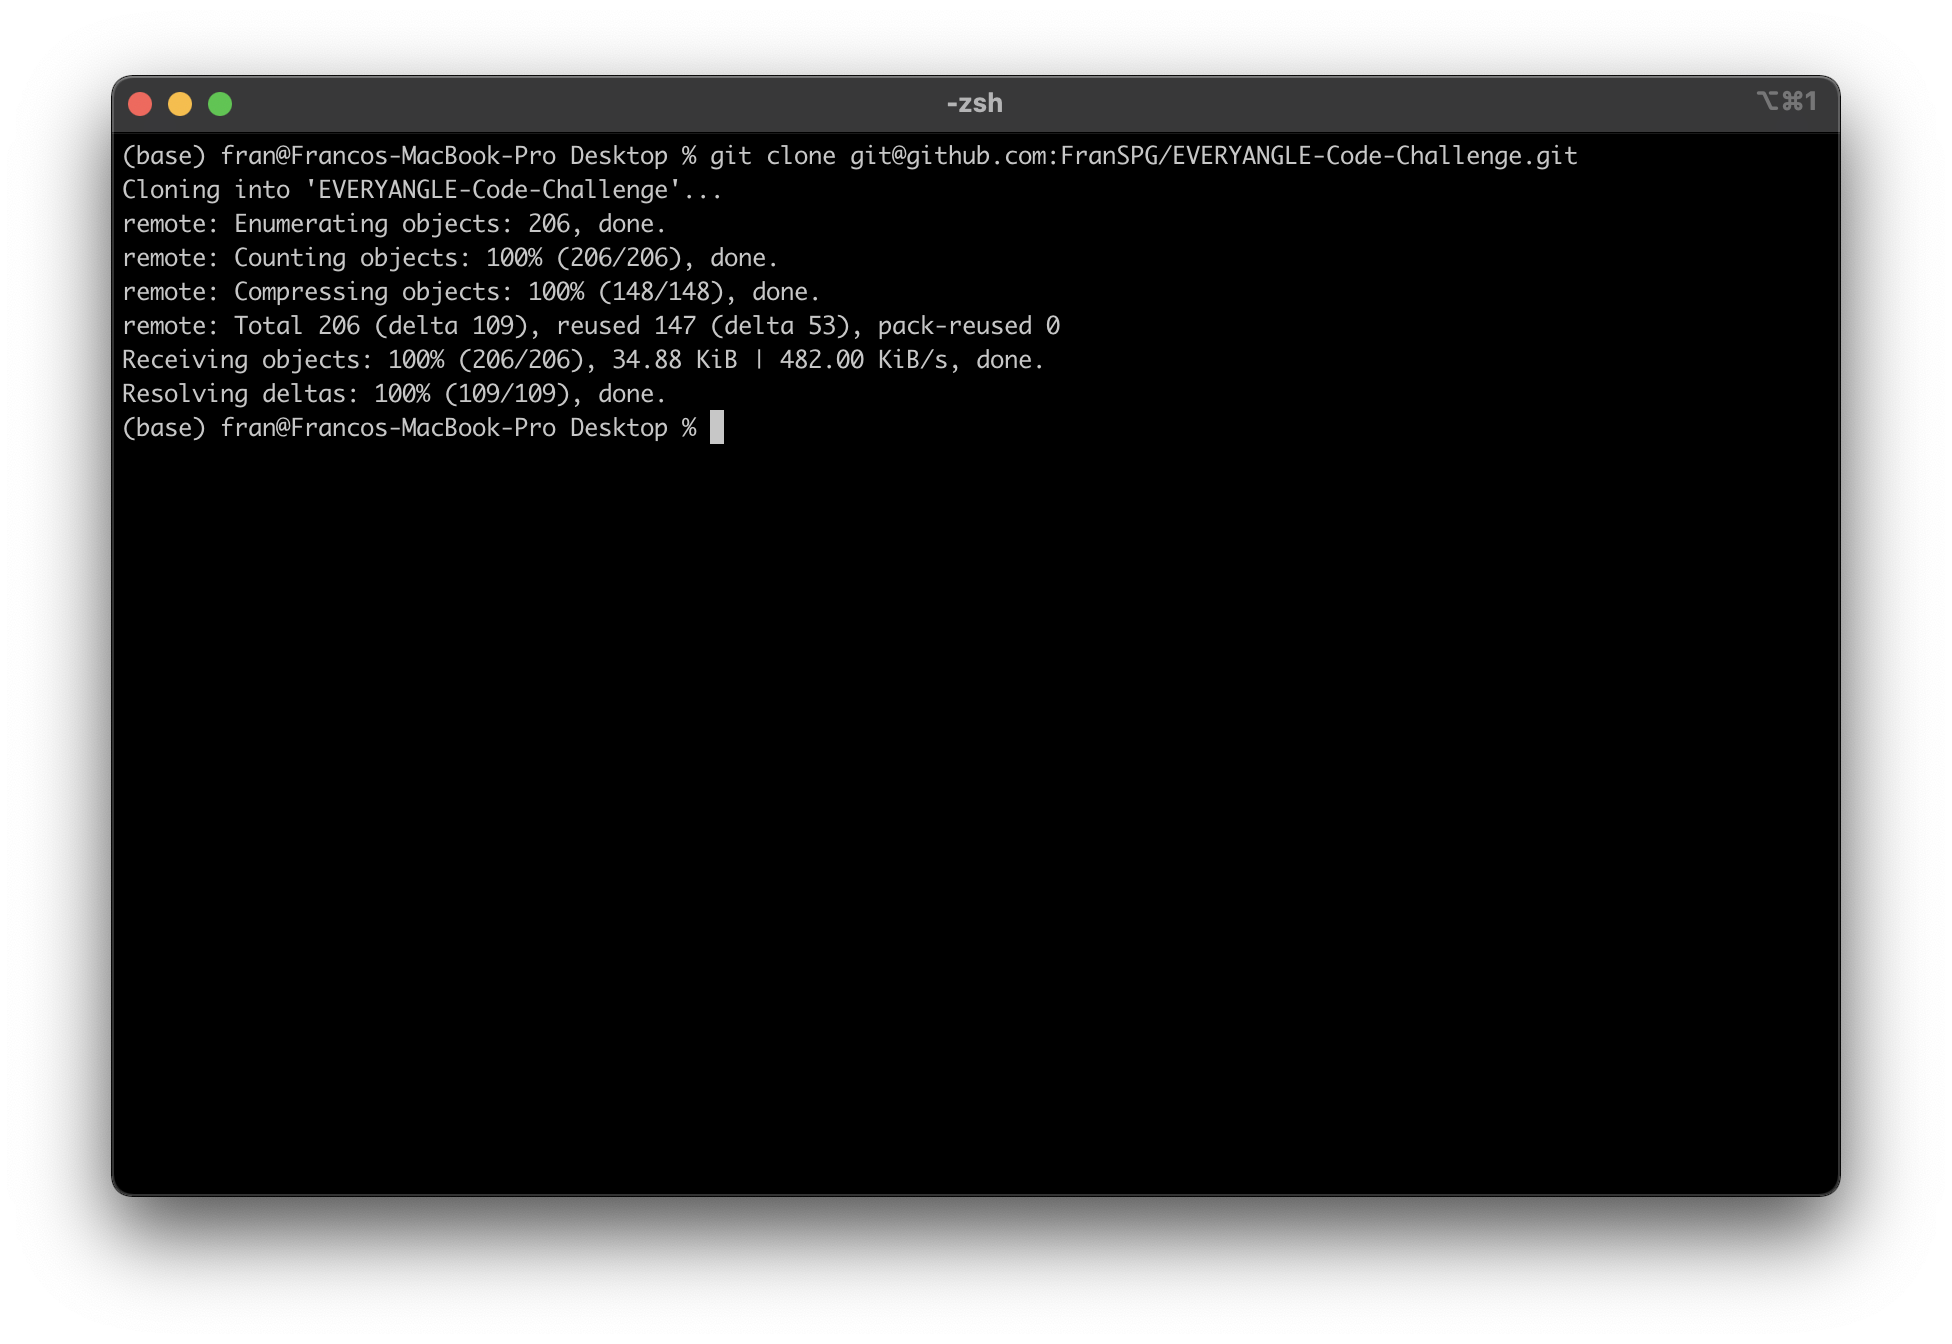 -zsh
⌥⌘1
(base) fran@Francos-MacBook-Pro Desktop % git clone git@github.com:FranSPG/EVERYANGLE-Code-Challenge.git
Cloning into 'EVERYANGLE-Code-Challenge'...
remote: Enumerating objects: 206, done.
remote: Counting objects: 100% (206/206), done.
remote: Compressing objects: 100% (148/148), done.
remote: Total 206 (delta 109), reused 147 (delta 53), pack-reused 0
Receiving objects: 100% (206/206), 34.88 KiB | 482.00 KiB/s, done.
Resolving deltas: 100% (109/109), done.
(base) fran@Francos-MacBook-Pro Desktop %